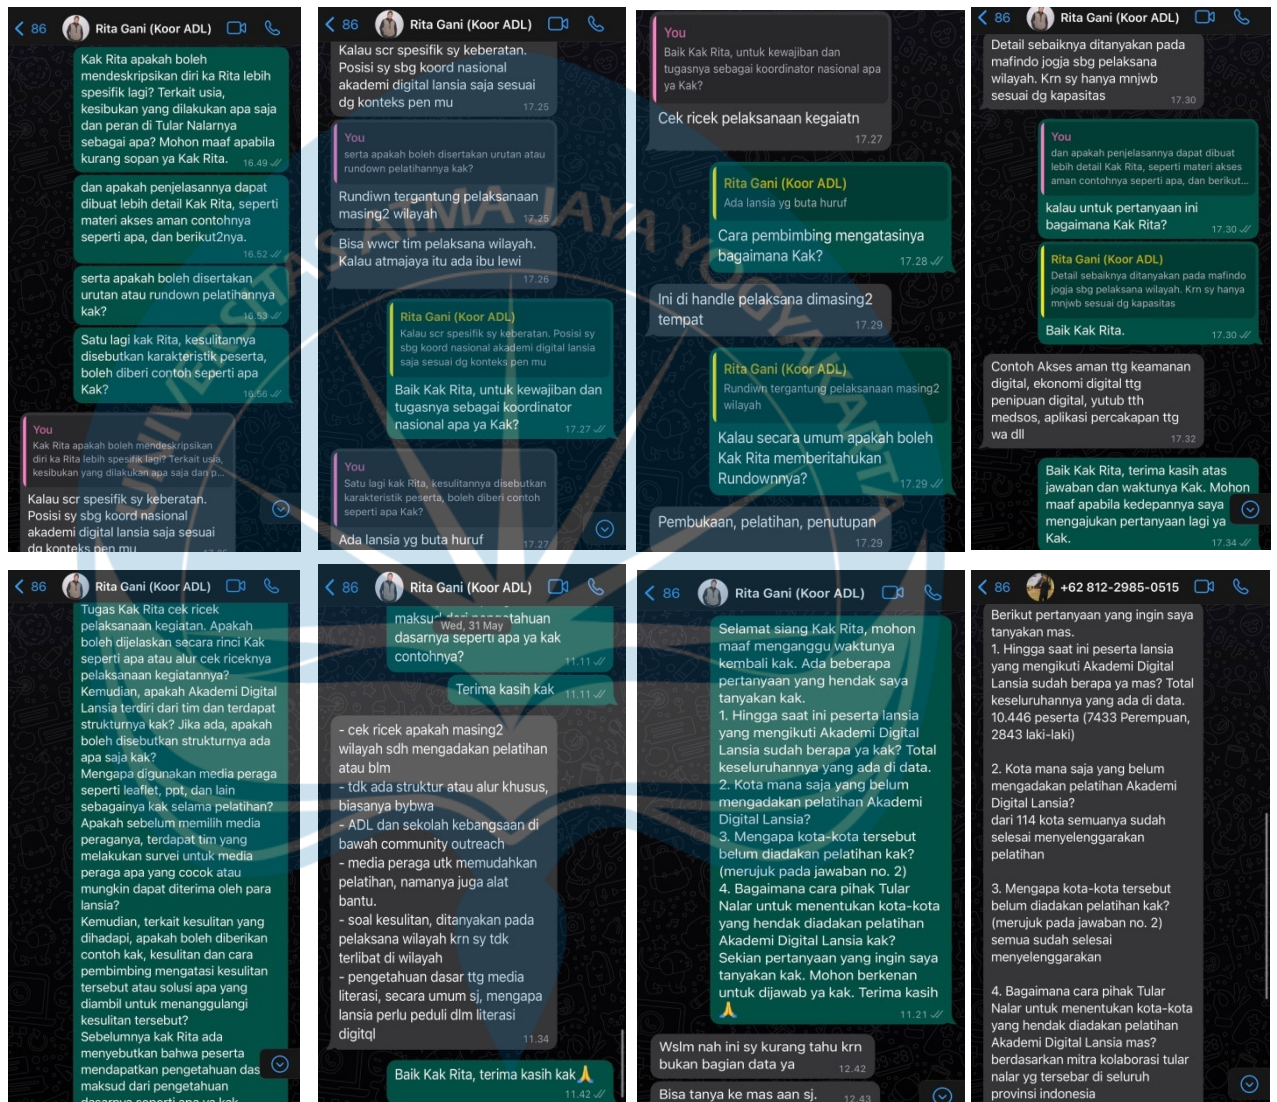 86 Rita Gani (Koor ADL)
Kak Rita apakah boleh
mendeskripsikan diri ka Rita lebih
spesifik lagi? Terkait usia,
kesibukan yang dilakukan apa saja
dan peran di Tular Nalarnya
sebagai apa? Mohon maaf apabila
kurang sopan ya Kak Rita. 16.49
dan apakah penjelasannya dapat
dibuat lebih detail Kak Rita, seperti
materi akses aman contohnya
seperti apa, dan berikut2nya.
16.52
serta apakah boleh disertakan
urutan atau rundown pelatihannya
kak? 16.53
Satu lagi kak Rita, kesulitannya
disebutkan karakteristik peserta,
boleh diberi contoh seperti apa
Kak? 16.56
You
Kak Rita apakah boleh mendeskripsikan
diri ka Rita lebih spesifik lagi? Terkait usia,
kesibukan yang dilakukan apa saja dan p...
Kalau scr spesifik sy keberatan.
Posisi sy sbg koord nasional
akademi digital lansia saja sesuai
dg konteks pen mu
86 Rita Gani (Koor ADL)
Kalau scr spesifik sy keberatan.
Posisi sy sbg koord nasional
akademi digital lansia saja sesuai
dg konteks pen mu 17.25
You
serta apakah boleh disertakan urutan atau
rundown pelatihannya kak?
Rundiwn tergantung pelaksanaan
masing2 wilayah 17.25
Bisa wwcr tim pelaksana wilayah.
Kalau atmajaya itu ada ibu lewi
17.26
Rita Gani (Koor ADL)
Kalau scr spesifik sy keberatan. Posisi sy
sbg koord nasional akademi digital lansia
saja sesuai dg konteks pen mu
Baik Kak Rita, untuk kewajiban dan
tugasnya sebagai koordinator
nasional apa ya Kak? 17.27
You
Satu lagi kak Rita, kesulitannya disebutkan
karakteristik peserta, boleh diberi contoh
seperti apa Kak?
Ada lansia yg buta huruf 17.27
You
Baik Kak Rita, untuk kewajiban dan
tugasnya sebagai koordinator nasional apa
ya Kak?
Cek ricek pelaksanaan kegaiatn
17.27
Rita Gani (Koor ADL)
Ada lansia yg buta huruf
Cara pembimbing mengatasinya
bagaimana Kak? 17.28
Ini di handle pelaksana dimasing2
tempat 17.29
Rita Gani (Koor ADL)
Rundiwn tergantung pelaksanaan masing2
wilayah
Kalau secara umum apakah boleh
Kak Rita memberitahukan
Rundownnya? 17.29
Pembukaan, pelatihan, penutupan
17.29
86 Rita Gani (Koor ADL)
Detail sebaiknya ditanyakan pada
mafindo jogja sbg pelaksana
wilayah. Krn sy hanya mnjwb
sesuai dg kapasitas 17.30
You
dan apakah penjelasannya dapat dibuat
lebih detail Kak Rita, seperti materi akses
aman contohnya seperti apa, dan berikut...
kalau untuk pertanyaan ini
bagaimana Kak Rita? 17.30
Rita Gani (Koor ADL)
Detail sebaiknya ditanyakan pada mafindo
jogja sbg pelaksana wilayah. Krn sy hanya
mnjwb sesuai dg kapasitas
Baik Kak Rita. 17.30
Contoh Akses aman ttg keamanan
digital, ekonomi digital ttg
penipuan digital, yutub tth
medsos, aplikasi percakapan ttg
wa dll 17.32
Baik Kak Rita, terima kasih atas
jawaban dan waktunya Kak. Mohon
maaf apabila kedepannya saya
mengajukan pertanyaan lagi ya
Kak. 17.34
86 Rita Gani (Koor ADL)
Tugas Kak Rita cek ricek
pelaksanaan kegiatan. Apakah
boleh dijelaskan secara rinci Kak
seperti apa atau alur cek riceknya
pelaksanaan kegiatannya?
Kemudian, apakah Akademi Digital
Lansia terdiri dari tim dan terdapat
strukturnya kak? Jika ada, apakah
boleh disebutkan strukturnya ada
apa saja kak?
Mengapa digunakan media peraga
seperti leaflet, ppt, dan lain
sebagainya kak selama pelatihan?
Apakah sebelum memilih media
peraganya, terdapat tim yang
melakukan survei untuk media
peraga apa yang cocok atau
mungkin dapat diterima oleh para
lansia?
Kemudian, terkait kesulitan yang
dihadapi, apakah boleh diberikan
contoh kak, kesulitan dan cara
pembimbing mengatasi kesulitan
tersebut atau solusi apa yang
diambil untuk menanggulangi
kesulitan tersebut?
Sebelumnya kak Rita ada
menyebutkan bahwa peserta
mendapatkan pengetahuan das
maksud dari pengetahuan
dasarnya seperti apa ya kak
86 Rita Gani (Koor ADL)
maksud dari pengetahuan
Wed, 31 May
dasarnya seperti apa ya kak
contohnya? 11.11
Terima kasih kak 11.11
- cek ricek apakah masing2
wilayah sdh mengadakan pelatihan
atau blm
- tdk ada struktur atau alur khusus,
biasanya bybwa
- ADL dan sekolah kebangsaan di
bawah community outreach
- media peraga utk memudahkan
pelatihan, namanya juga alat
bantu.
- soal kesulitan, ditanyakan pada
pelaksana wilayah krn sy tdk
terlibat di wilayah
- pengetahuan dasar ttg media
literasi, secara umum sj, mengapa
lansia perlu peduli dlm literasi
digitql 11.34
Baik Kak Rita, terima kasih kak🙏
11.42
86 Rita Gani (Koor ADL)
Selamat siang Kak Rita, mohon
maaf menganggu waktunya
kembali kak. Ada beberapa
pertanyaan yang hendak saya
tanyakan kak.
1. Hingga saat ini peserta lansia
yang mengikuti Akademi Digital
Lansia sudah berapa ya kak? Total
keseluruhannya yang ada di data.
2. Kota mana saja yang belum
mengadakan pelatihan Akademi
Digital Lansia?
3. Mengapa kota-kota tersebut
belum diadakan pelatihan kak?
(merujuk pada jawaban no. 2)
4. Bagaimana cara pihak Tular
Nalar untuk menentukan kota-kota
yang hendak diadakan pelatihan
Akademi Digital Lansia kak?
Sekian pertanyaan yang ingin saya
tanyakan kak. Mohon berkenan
untuk dijawab ya kak. Terima kasih
🙏 11.21
Wslm nah ini sy kurang tahu krn
bukan bagian data ya 12.42
Bisa tanya ke mas aan sj. 12.43
86 +62 812-2985-0515
Berikut pertanyaan yang ingin saya
tanyakan mas.
1. Hingga saat ini peserta lansia
yang mengikuti Akademi Digital
Lansia sudah berapa ya mas? Total
keseluruhannya yang ada di data.
10.446 peserta (7433 Perempuan,
2843 laki-laki)
2. Kota mana saja yang belum
mengadakan pelatihan Akademi
Digital Lansia?
dari 114 kota semuanya sudah
selesai menyelenggarakan
pelatihan
3. Mengapa kota-kota tersebut
belum diadakan pelatihan kak?
(merujuk pada jawaban no. 2)
semua sudah selesai
menyelenggarakan
4. Bagaimana cara pihak Tular
Nalar untuk menentukan kota-kota
yang hendak diadakan pelatihan
Akademi Digital Lansia mas?
berdasarkan mitra kolaborasi tular
nalar yg tersebar di seluruh
provinsi indonesia
UNIVERSITAS ATMA JAYA YOGYAKARTA